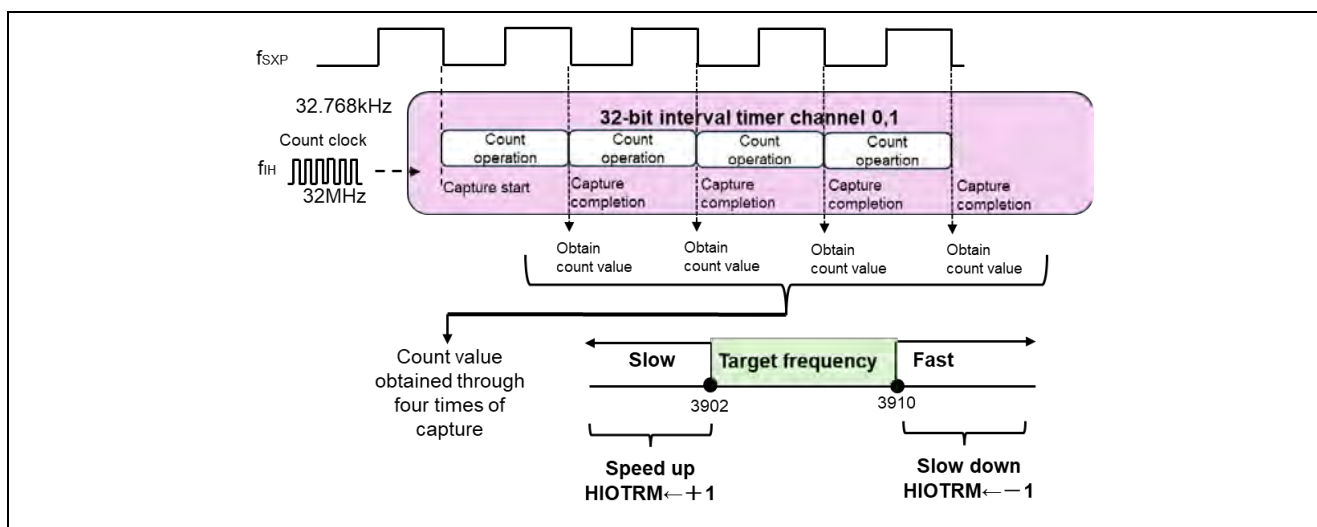 fSXP
32.768kHz
32-bit interval timer channel 0,1
Count clock
fIH
32MHz
Count
operation
Count
operation
Count
operation
Count
opeartion
Capture start
Capture
completion
Capture
completion
Capture
completion
Capture
completion
Obtain
count value
Obtain
count value
Obtain
count value
Obtain
count value
Count value
obtained through
four times of
capture
Slow
Target frequency
Fast
3902
3910
Speed up
HIOTRM←+1
Slow down
HIOTRM←−1